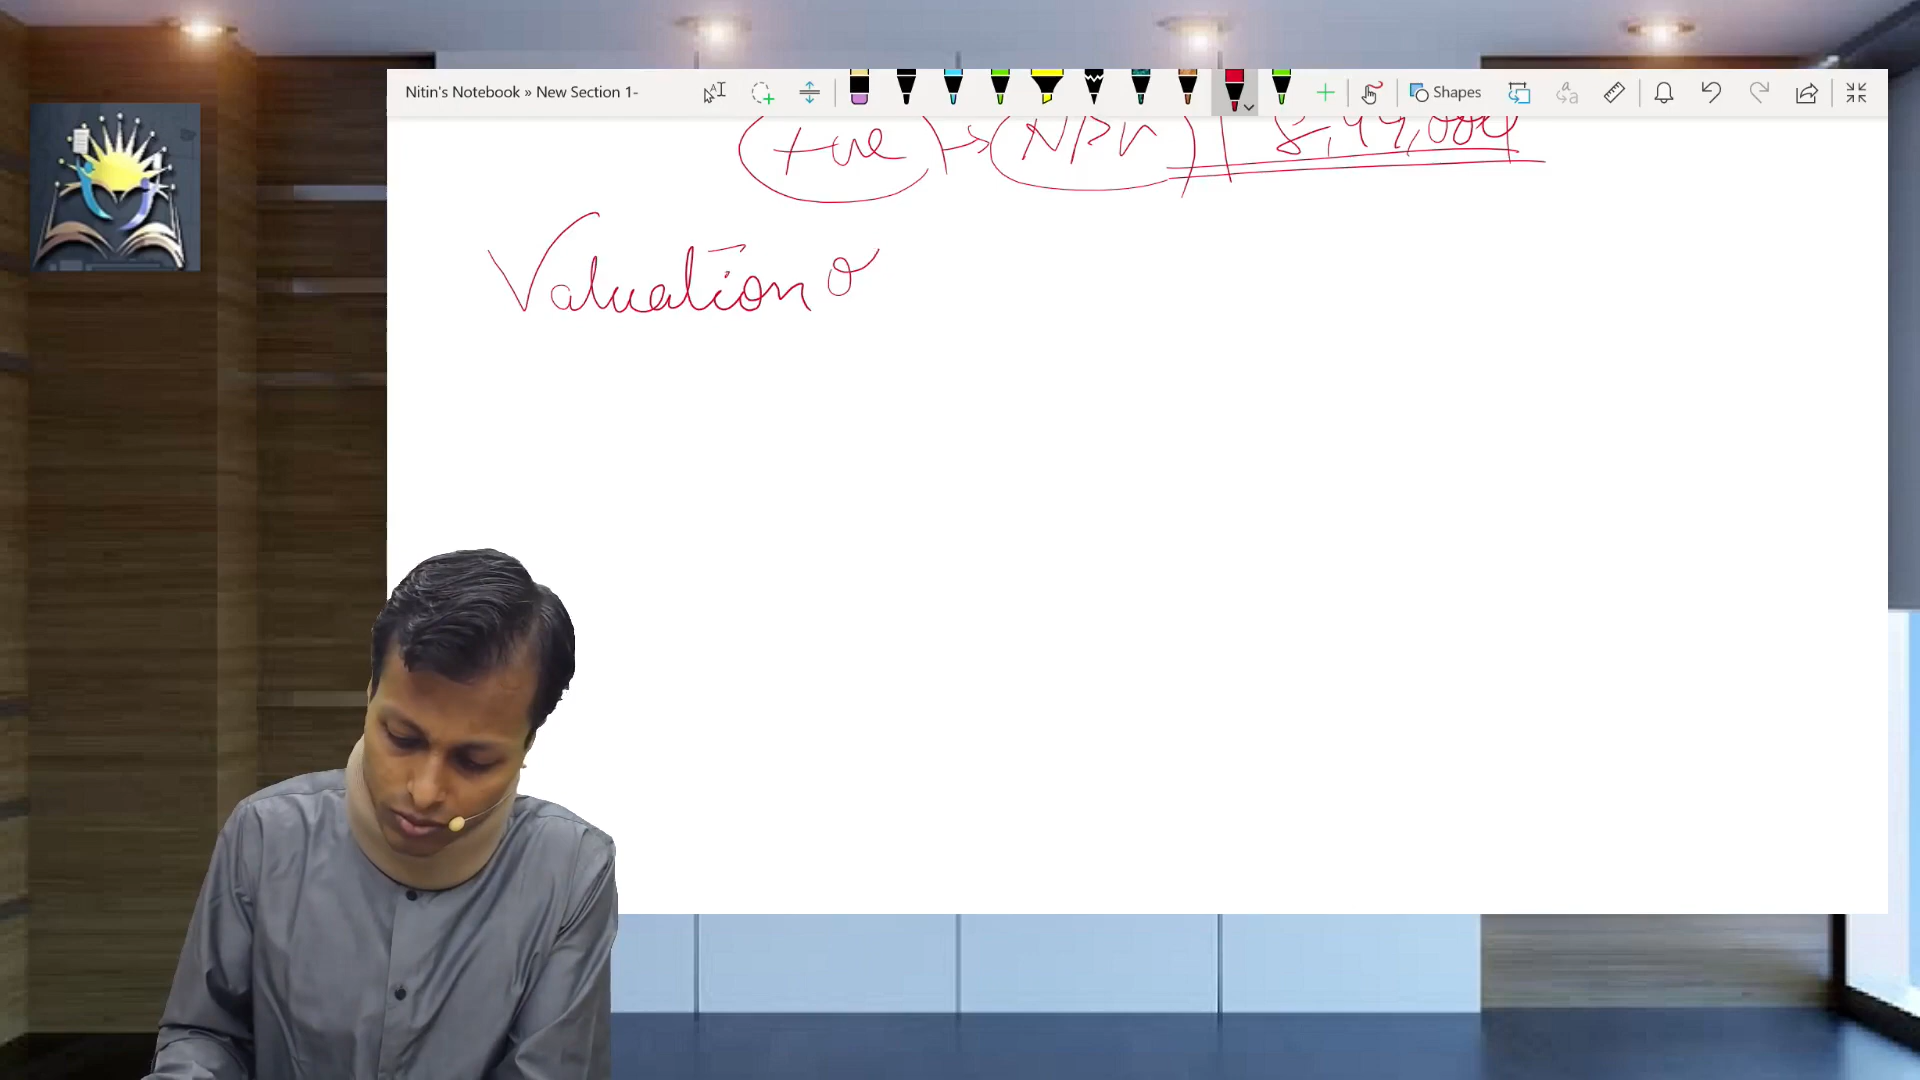 Nitin's Notebook » New Section 1-
Shapes
+ve → NPV
Valuation o